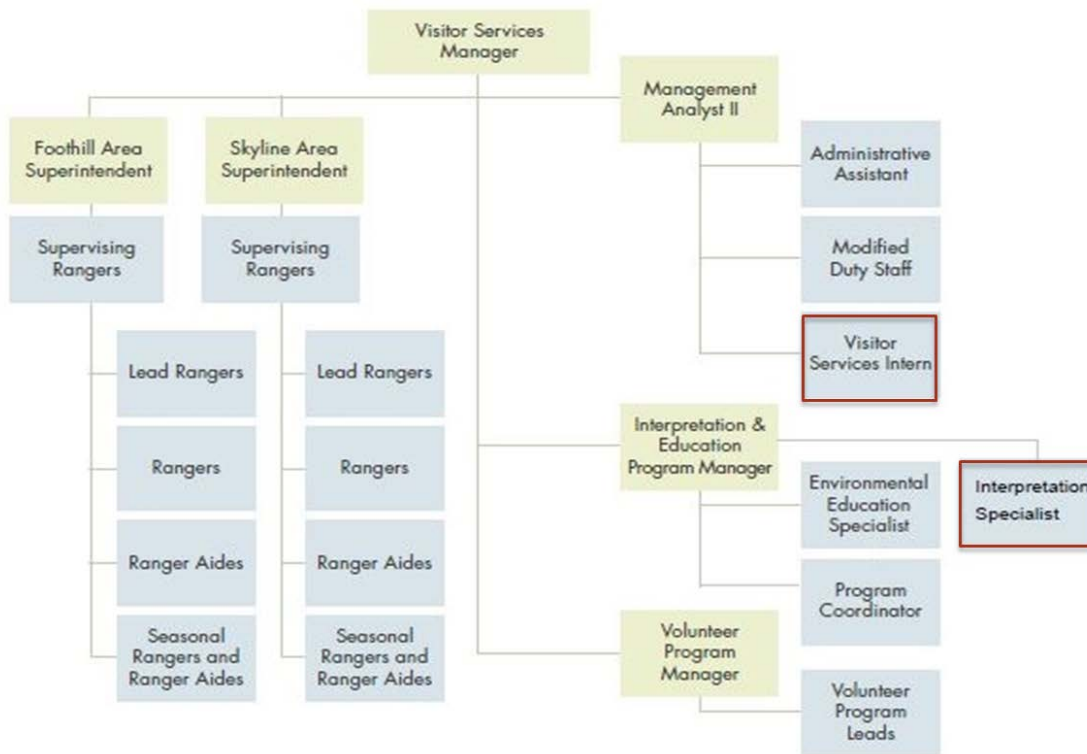 Visitor Services
Manager
Foothill Area
Superintendent
Supervising
Rangers
Lead Rangers
Rangers
Ranger Aides
Seasonal
Rangers and
Ranger Aides
Skyline Area
Superintendent
Supervising
Rangers
Lead Rangers
Rangers
Ranger Aides
Seasonal
Rangers and
Ranger Aides
Management
Analyst II
Administrative
Assistant
Modified
Duty Staff
Visitor
Services Intern
Interpretation &
Education
Program Manager
Environmental
Education
Specialist
Program
Coordinator
Interpretation
Specialist
Volunteer
Program
Manager
Volunteer
Program
Leads